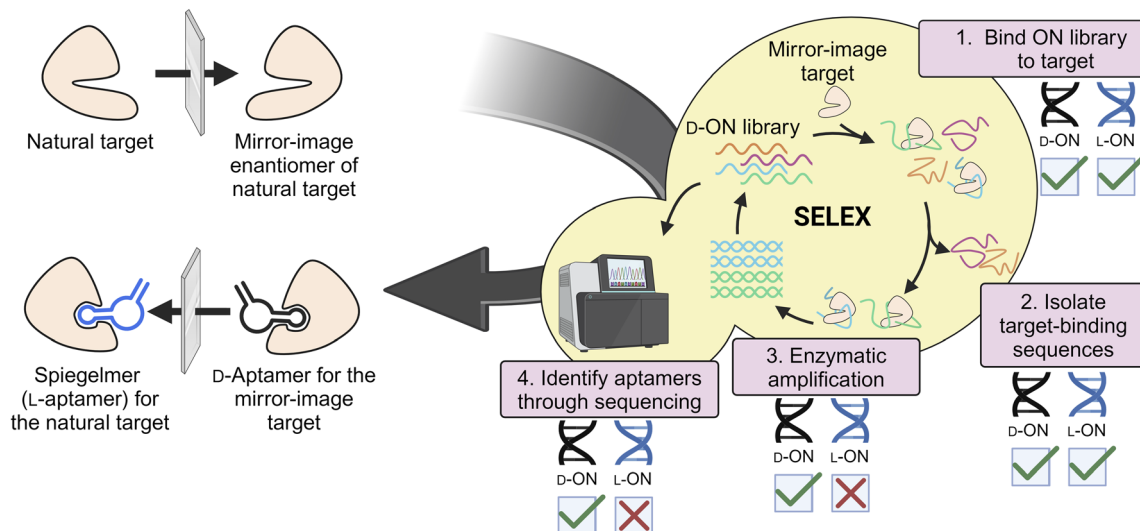 Natural target
Mirror-image
enantiomer of
natural target
Spiegelmer
(L-aptamer) for
the natural target
D-Aptamer for the
mirror-image
target
Mirror-image
target
D-ON library
SELEX
1. Bind ON library
to target
D-ON L-ON
2. Isolate
target-binding
sequences
D-ON L-ON
3. Enzymatic
amplification
D-ON L-ON
4. Identify aptamers
through sequencing
D-ON L-ON